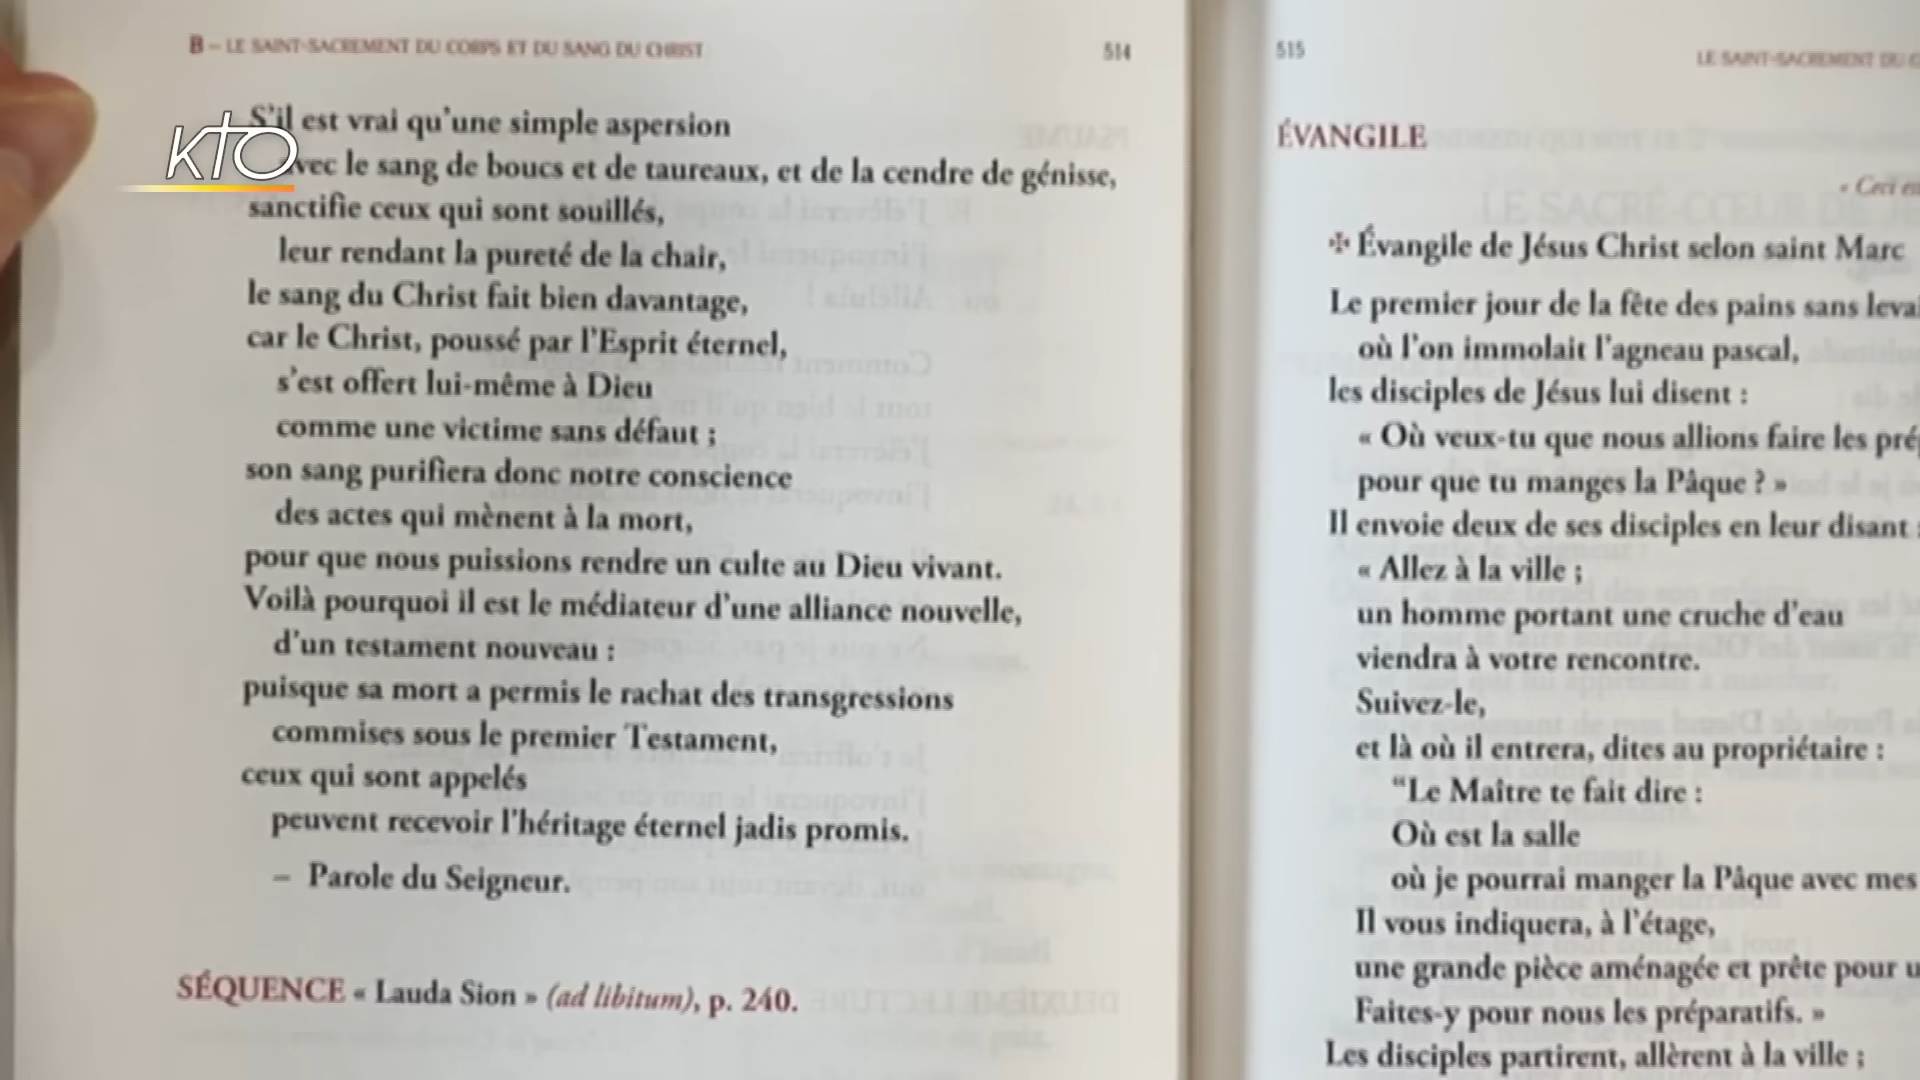 B – LE SAINT-SACREMENT DU CORPS ET DU SANG DU CHRIST
514
KTO
S'il est vrai qu'une simple aspersion
avec le sang de boucs et de taureaux, et de la cendre de génisse,
sanctifie ceux qui sont souillés,
leur rendant la pureté de la chair,
le sang du Christ fait bien davantage,
car le Christ, poussé par l'Esprit éternel,
s'est offert lui-même à Dieu
comme une victime sans défaut ;
son sang purifiera donc notre conscience
des actes qui mènent à la mort,
pour que nous puissions rendre un culte au Dieu vivant.
Voilà pourquoi il est le médiateur d'une alliance nouvelle,
d'un testament nouveau :
puisque sa mort a permis le rachat des transgressions
commises sous le premier Testament,
ceux qui sont appelés
peuvent recevoir l'héritage éternel jadis promis.
– Parole du Seigneur.
SÉQUENCE « Lauda Sion » (ad libitum), p. 240.
515
LE SAINT-SACREMENT DU
ÉVANGILE
« Ceci
✠ Évangile de Jésus Christ selon saint Marc
Le premier jour de la fête des pains sans
où l'on immolait l'agneau pascal,
les disciples de Jésus lui disent :
« Où veux-tu que nous allions faire les
pour que tu manges la Pâque ? »
Il envoie deux de ses disciples en leur disant :
« Allez à la ville ;
un homme portant une cruche d'eau
viendra à votre rencontre.
Suivez-le,
et là où il entrera, dites au propriétaire :
“Le Maître te fait dire :
Où est la salle
où je pourrai manger la Pâque avec mes
Il vous indiquera, à l'étage,
une grande pièce aménagée et prête pour
Faites-y pour nous les préparatifs. »
Les disciples partirent, allèrent à la ville ;